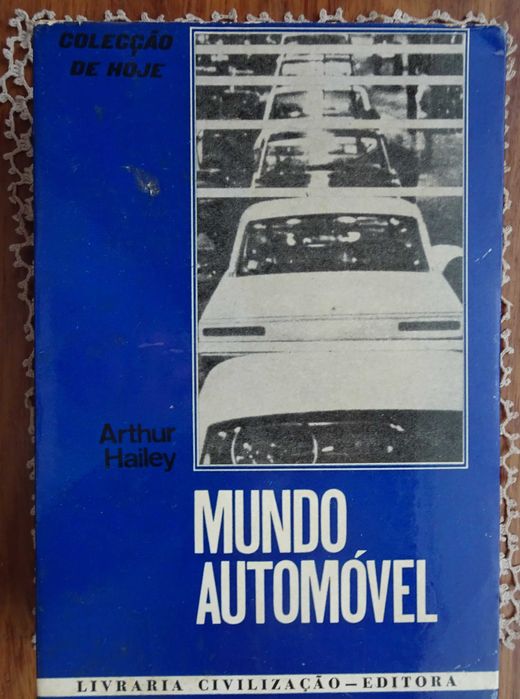 COLECÇÃO
DE HOJE
Arthur
Hailey
MUNDO
AUTOMÓVEL
LIVRARIA CIVILIZAÇÃO—EDITORA